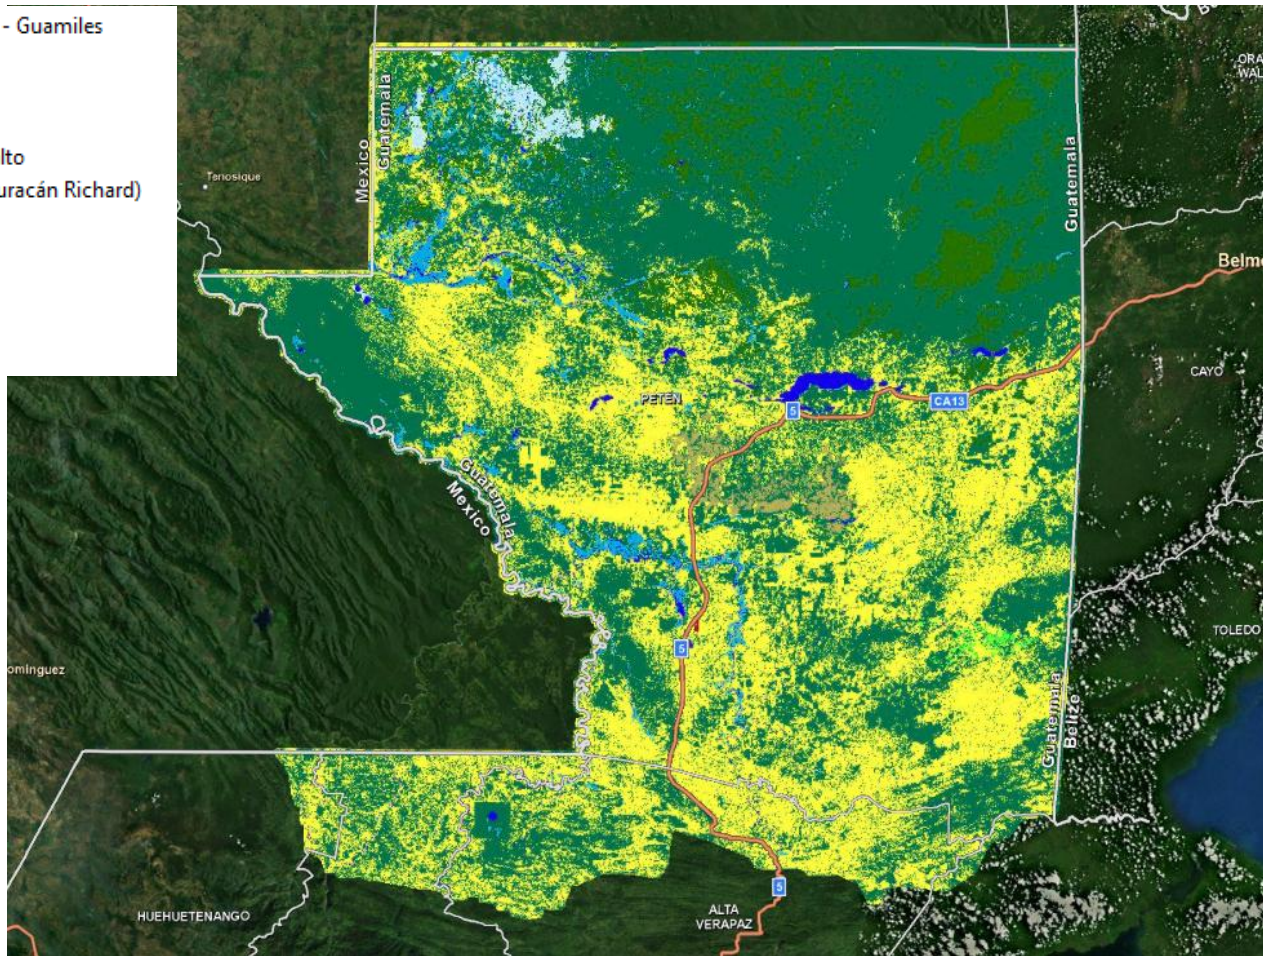 - Guamiles
lto
uracán Richard)
ORA
WAL
Mexico
Guatemala
Tenosique
Guatemala
Belm
CAYO
PETEN
5
CA13
Guatemala
Mexico
5
TOLEDO
ominguez
Guatemala
Belize
5
HUEHUETENANGO
ALTA
VERAPAZ